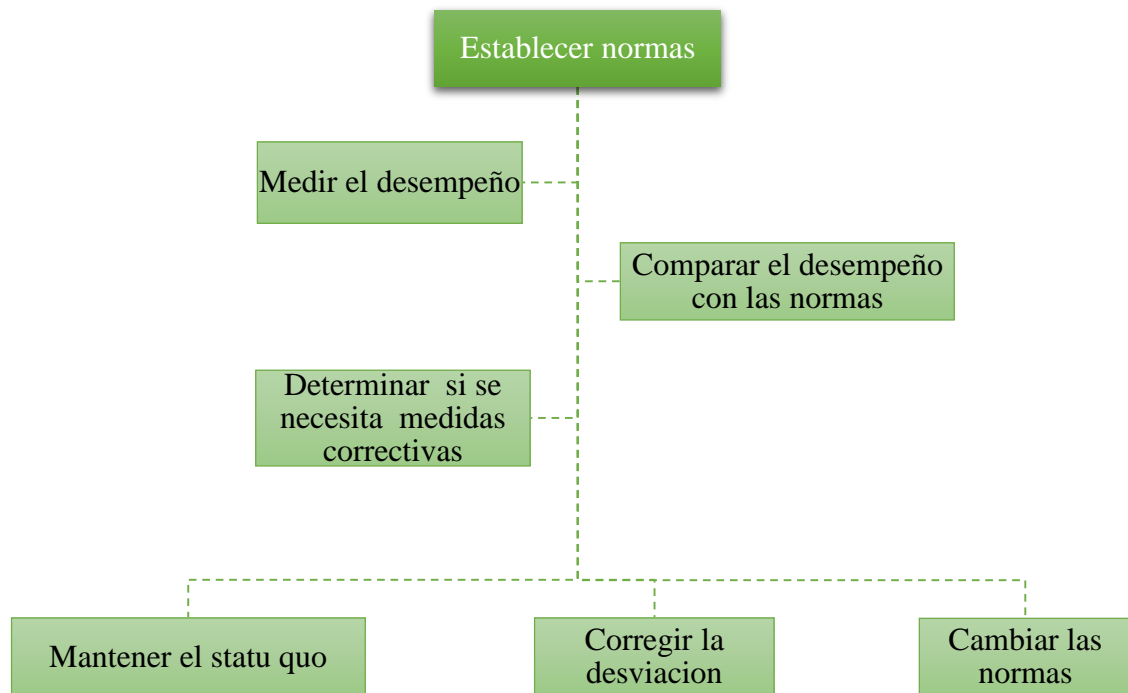 Establecer normas
Medir el desempeño
Comparar el desempeño
con las normas
Determinar si se
necesita medidas
correctivas
Mantener el statu quo
Corregir la
desviacion
Cambiar las
normas